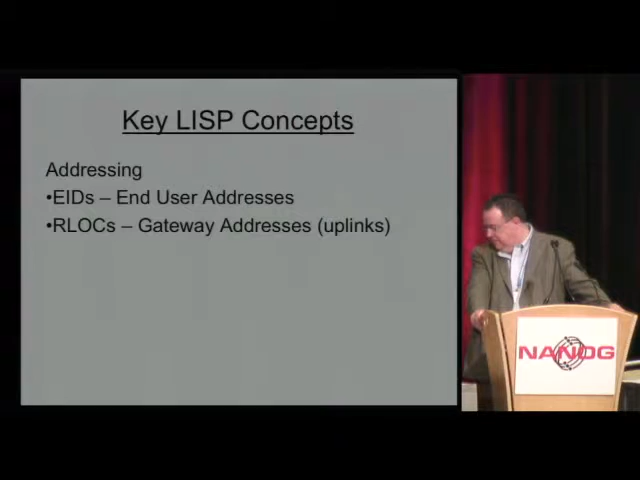 Key LISP Concepts
Addressing
•EIDs – End User Addresses
•RLOCs – Gateway Addresses (uplinks)
NANOG